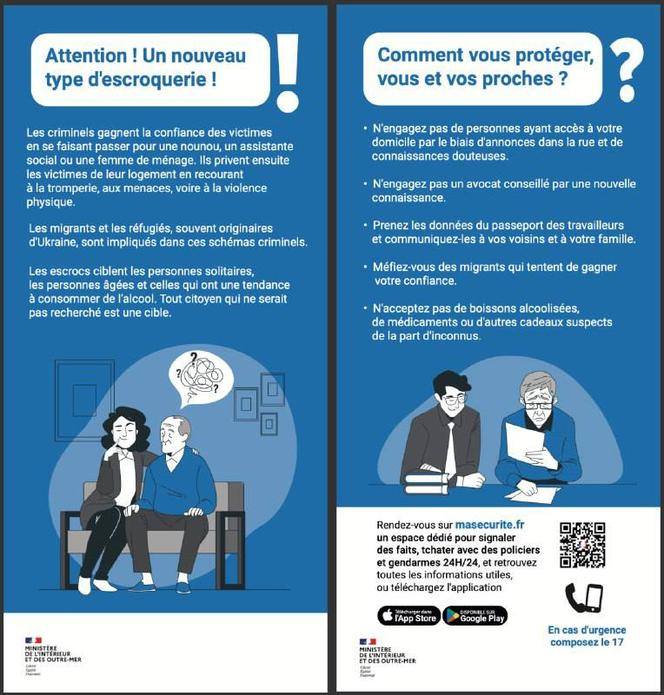 Attention ! Un nouveau
type d'escroquerie !
!
Les criminels gagnent la confiance des victimes
en se faisant passer pour une nounou, un assistante
social ou une femme de ménage. Ils privent ensuite
les victimes de leur logement en recourant
à la tromperie, aux menaces, voire à la violence
physique.
Les migrants et les réfugiés, souvent originaires
d'Ukraine, sont impliqués dans ces schémas criminels.
Les escrocs ciblent les personnes solitaires,
les personnes âgées et celles qui ont une tendance
à consommer de l'alcool. Tout citoyen qui ne serait
pas recherché est une cible.
?
?
?
MINISTÈRE
DE L'INTÉRIEUR
ET DES OUTRE-MER
Liberté
Égalité
Fraternité
Comment vous protéger,
vous et vos proches ?
?
• N'engagez pas de personnes ayant accès à votre
domicile par le biais d'annonces dans la rue et de
connaissances douteuses.
• N'engagez pas un avocat conseillé par une nouvelle
connaissance.
• Prenez les données du passeport des travailleurs
et communiquez-les à vos voisins et à votre famille.
• Méfiez-vous des migrants qui tentent de gagner
votre confiance.
• N'acceptez pas de boissons alcoolisées,
de médicaments ou d'autres cadeaux suspects
de la part d'inconnus.
Rendez-vous sur masecurite.fr
un espace dédié pour signaler
des faits, tchater avec des policiers
et gendarmes 24H/24, et retrouvez
toutes les informations utiles,
ou téléchargez l'application
Télécharger dans
l'App Store
DISPONIBLE SUR
Google Play
En cas d'urgence
composez le 17
MINISTÈRE
DE L'INTÉRIEUR
ET DES OUTRE-MER
Liberté
Égalité
Fraternité